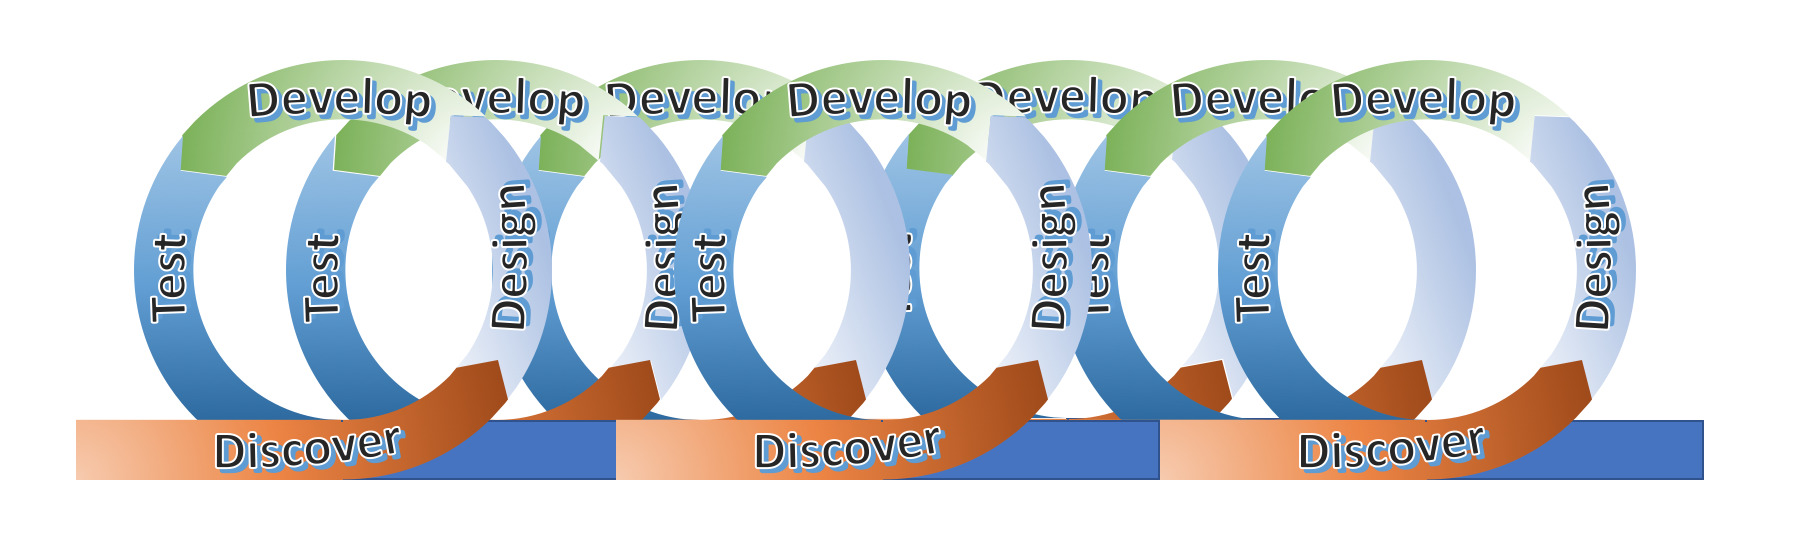 Develop
velop
Develo
Develop
Develop
Develo
Develop
Test
Test
Design
Design
Test
Design
Test
Test
Design
Discover
Discover
Discover